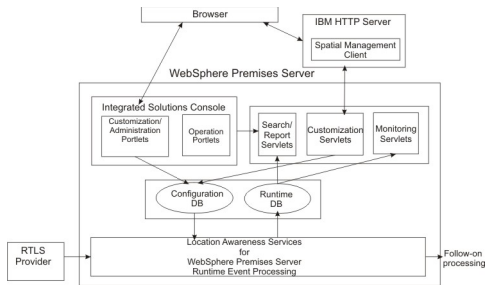 Browser
IBM HTTP Server
Spatial Management
Client
WebSphere Premises Server
Integrated Solutions Console
Customization/
Administration
Portlets
Operation
Portlets
Search/
Report
Servlets
Customization
Servlets
Monitoring
Servlets
Configuration
DB
Runtime
DB
RTLS
Provider
Location Awareness Services
for
WebSphere Premises Server
Runtime Event Processing
Follow-on
processing